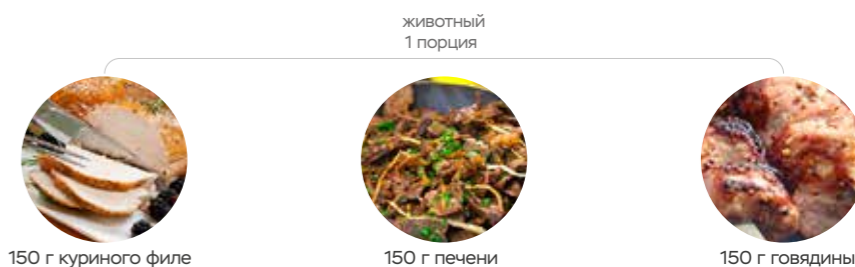 животный
1 порция
150 г куриного филе
150 г печени
150 г говядины